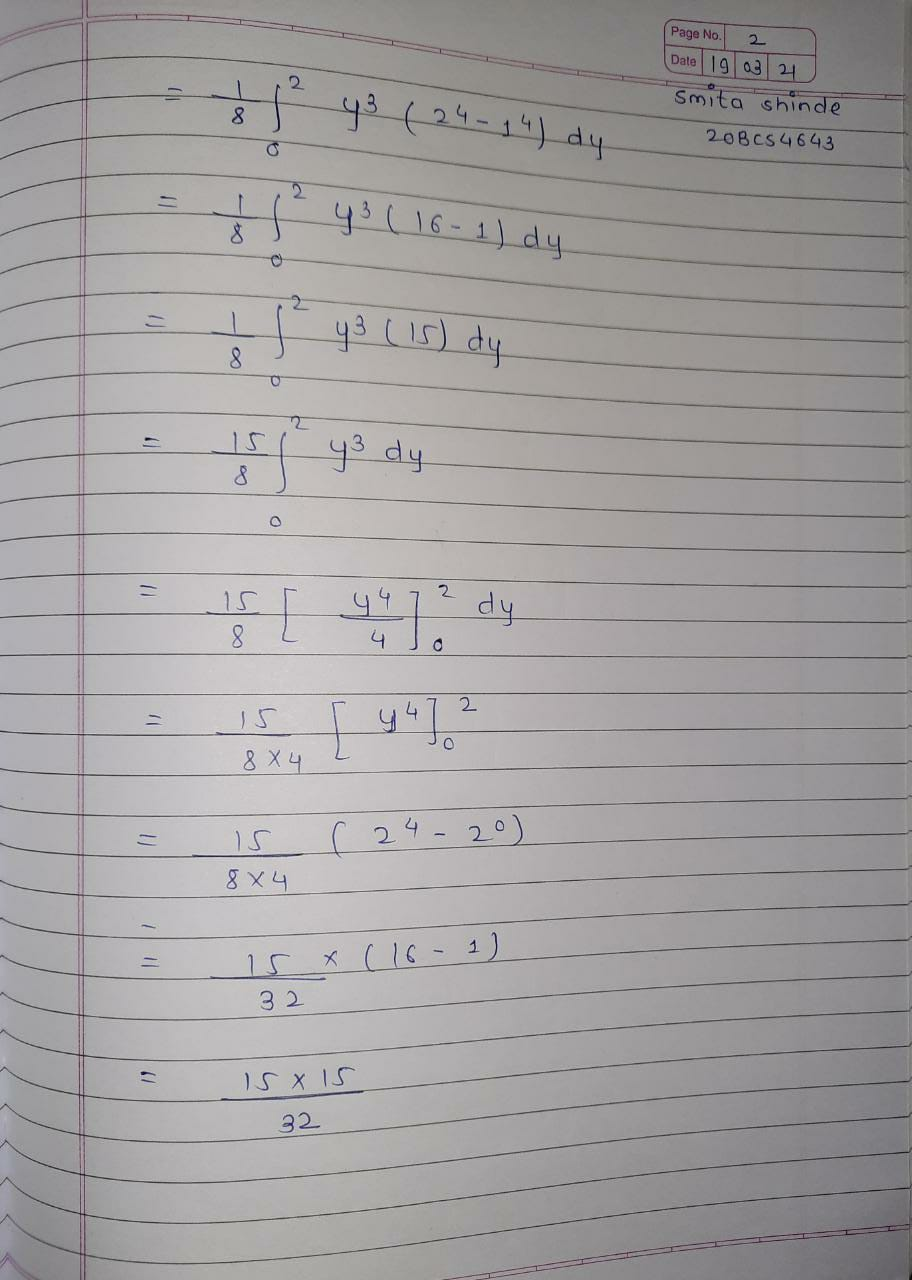 Page No. 2
Date 19 03 21
Smita shinde
20BCS4643
= 1/8 ∫₀² y³ (2⁴ - 1⁴) dy
= 1/8 ∫₀² y³ (16 - 1) dy
= 1/8 ∫₀² y³ (15) dy
= 15/8 ∫₀² y³ dy
= 15/8 [ y⁴/4 ]₀² dy
= 15/(8×4) [ y⁴ ]₀²
= 15/(8×4) (2⁴ - 2⁰)
= 15/32 × (16 - 1)
= (15 × 15)/32